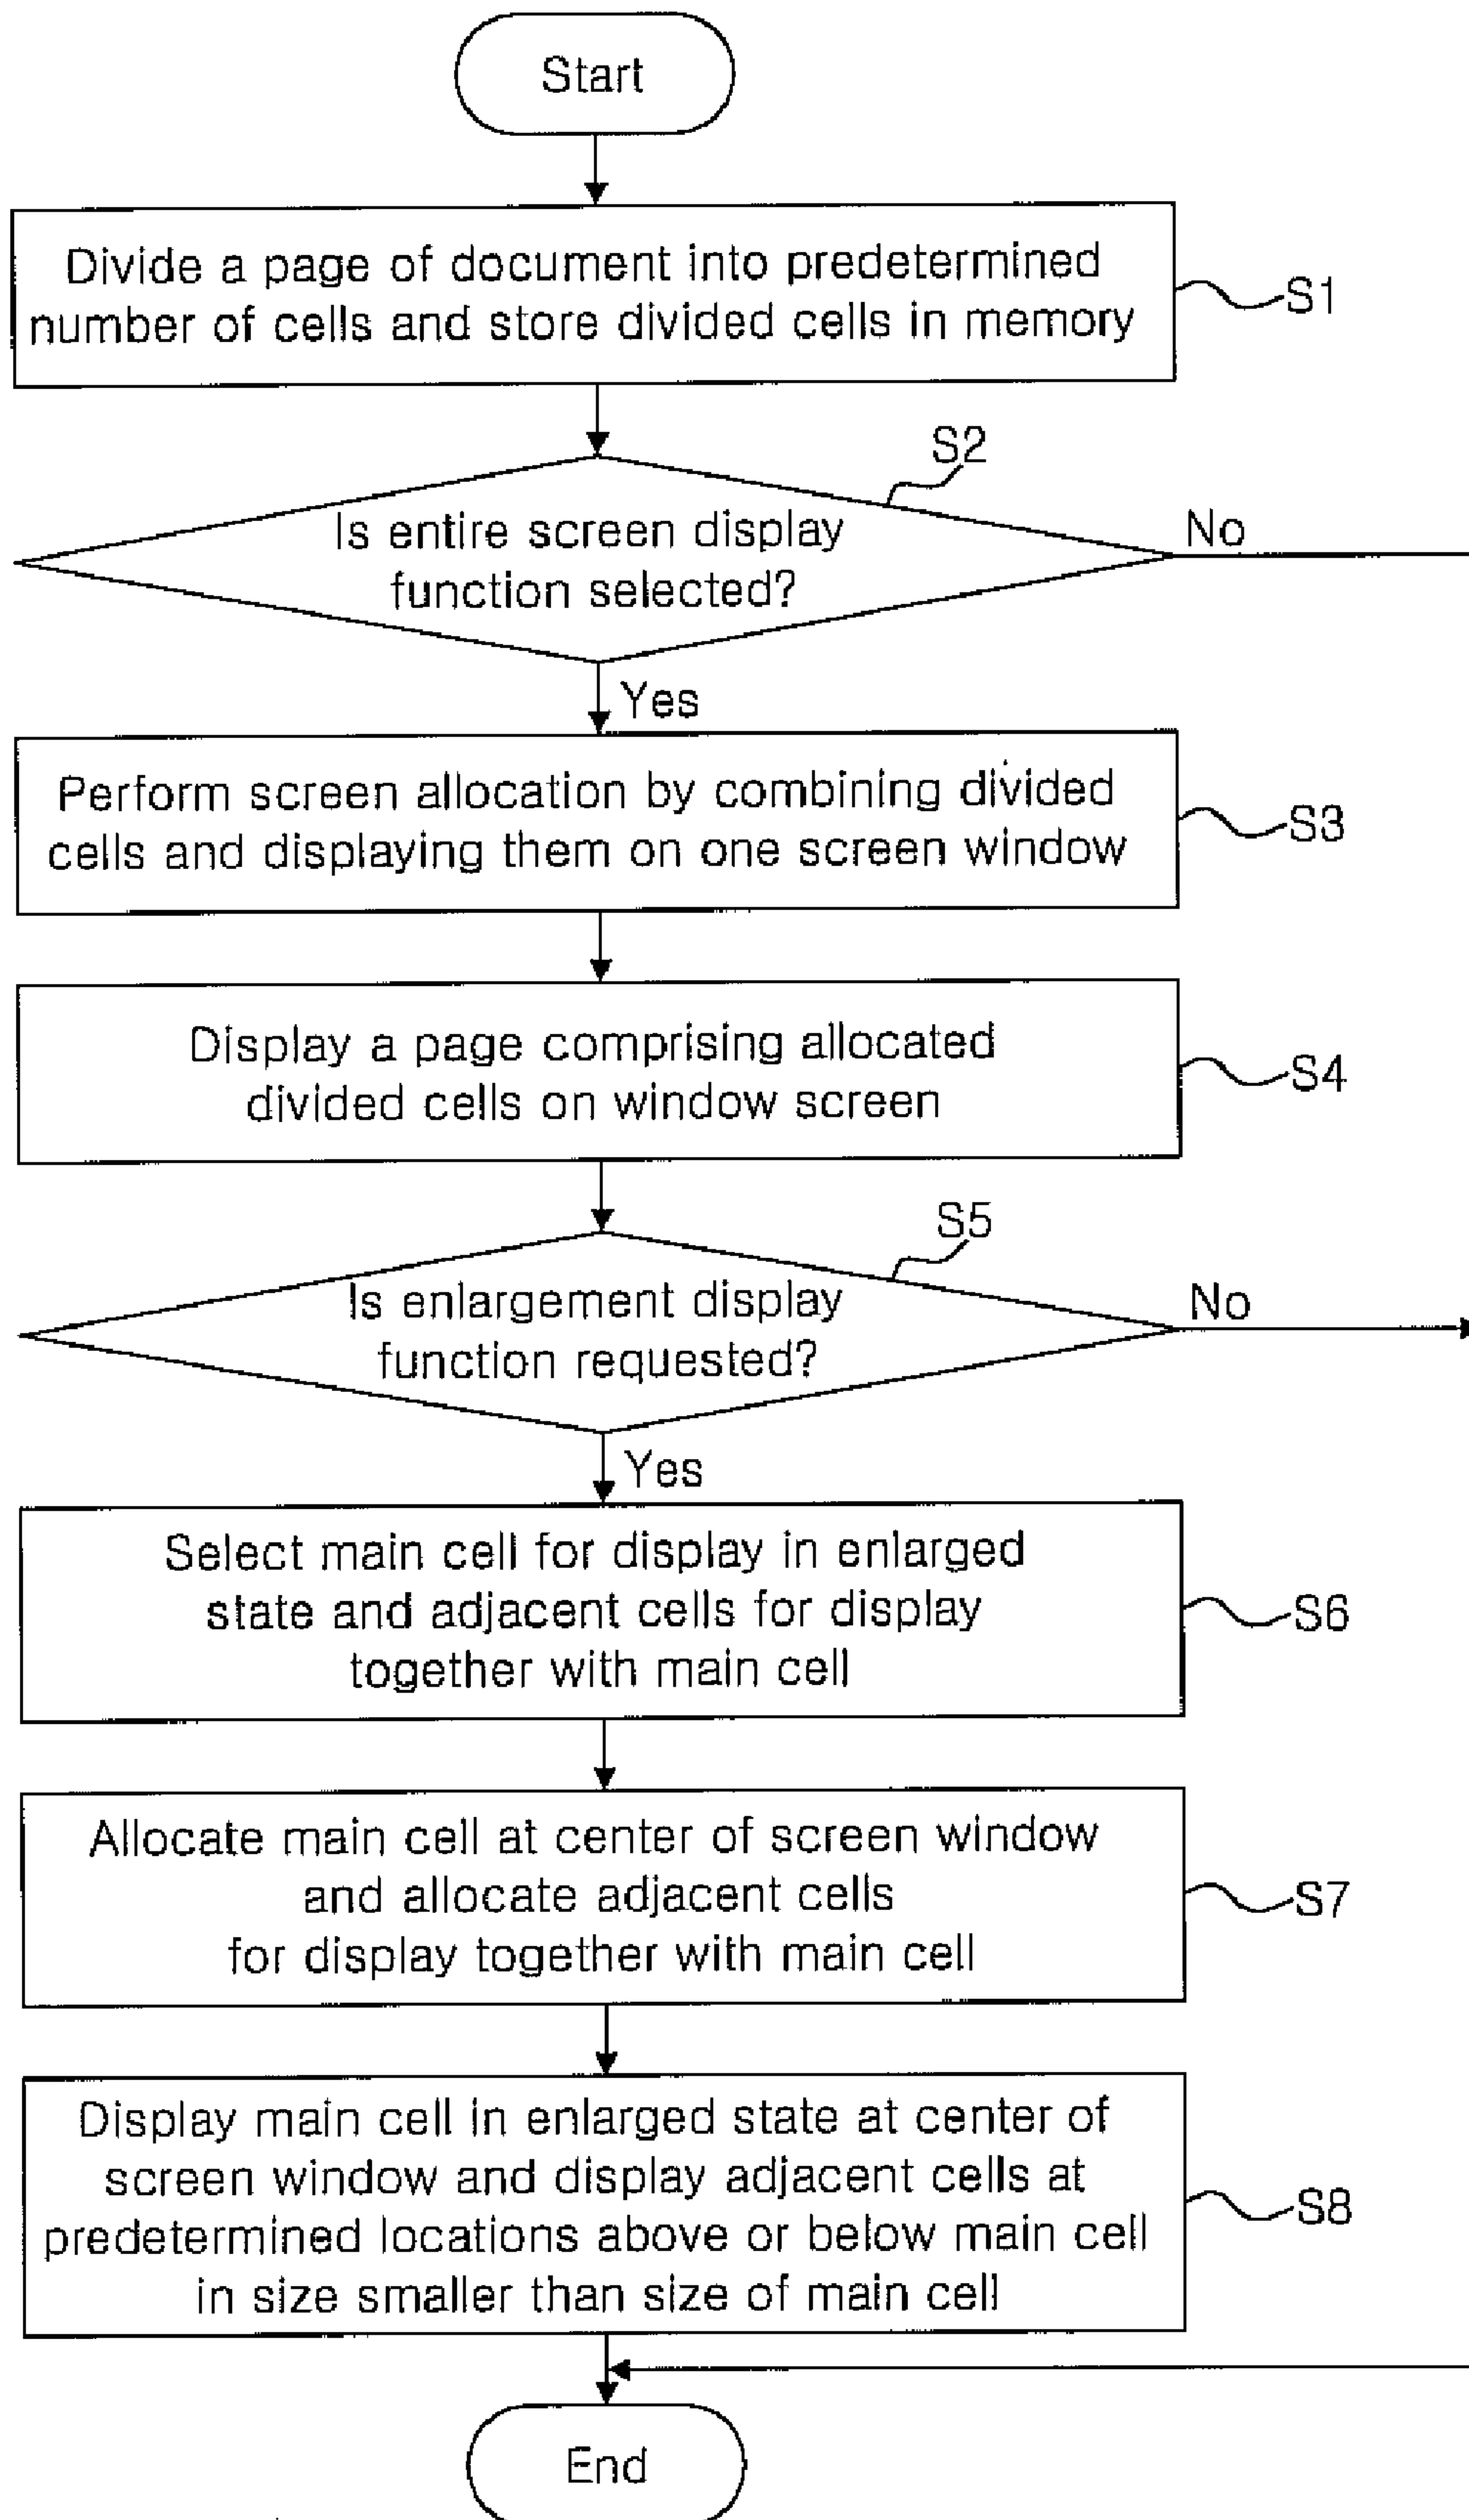 Start
Divide a page of document into predetermined
number of cells and store divided cells in memory
S1
S2
Is entire screen display
function selected?
No
Yes
Perform screen allocation by combining divided
cells and displaying them on one screen window
S3
Display a page comprising allocated
divided cells on window screen
S4
S5
Is enlargement display
function requested?
No
Yes
Select main cell for display in enlarged
state and adjacent cells for display
together with main cell
S6
Allocate main cell at center of screen window
and allocate adjacent cells
for display together with main cell
S7
Display main cell in enlarged state at center of
screen window and display adjacent cells at
predetermined locations above or below main cell
in size smaller than size of main cell
S8
End